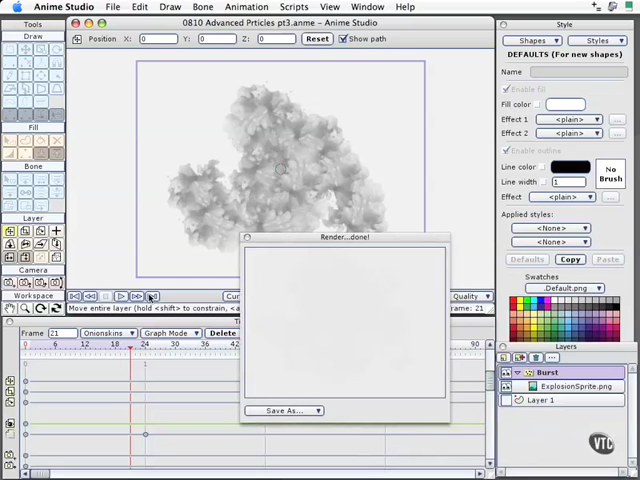 Anime Studio File Edit Draw Bone Animation Scripts View Window Help
Tools
0810 Advanced Prticles pt3.anme - Anime Studio
Style
Draw
Position X: 0 Y: 0 Z: 0 Reset Show path
Shapes... Styles...
DEFAULTS (For new shapes)
Name
Enable fill
Fill color
Effect 1 <plain> ...
Fill
Effect 2 <plain> ...
Enable outline
Line color
No Brush
Bone
Line width 1
Effect <plain>
Layer
Applied styles:
<None>
Render...done!
<None>
Defaults Copy Paste
Camera
Swatches
.Default.png
Workspace
Quality
Move entire layer (hold <shift> to constrain, <a
Frame: 21
Frame 21 Onionskins Graph Mode Delete
Layers
0 6 12 18 24 30 36 42 90
Burst
0 1
ExplosionSprite.png
Layer 1
Save As...
VTC